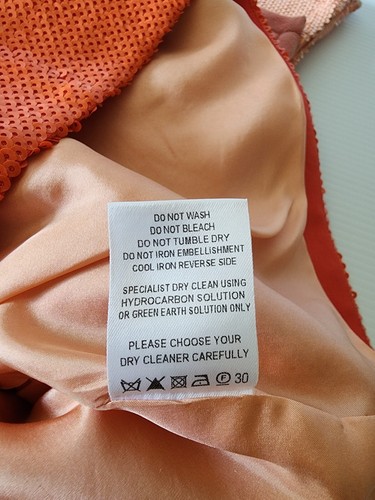 DO NOT WASH
DO NOT BLEACH
DO NOT TUMBLE DRY
DO NOT IRON EMBELLISHMENT
COOL IRON REVERSE SIDE
SPECIALIST DRY CLEAN USING
HYDROCARBON SOLUTION
OR GREEN EARTH SOLUTION ONLY
PLEASE CHOOSE YOUR
DRY CLEANER CAREFULLY
F 30